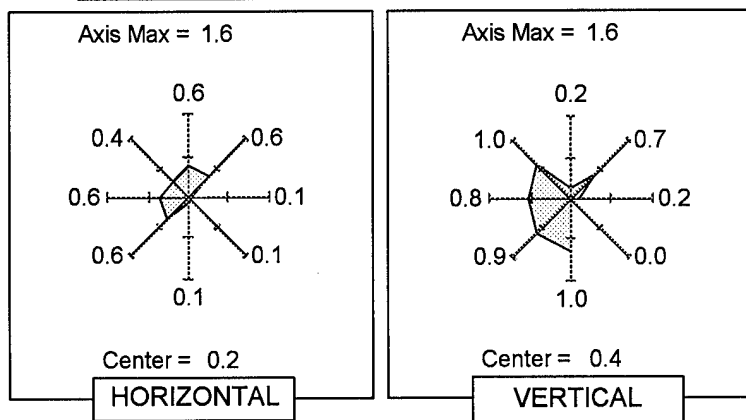 Axis Max = 1.6
0.6
0.4 0.6
0.6 0.1
0.6 0.1
0.1
Center = 0.2
HORIZONTAL
Axis Max = 1.6
0.2
1.0 0.7
0.8 0.2
0.9 0.0
1.0
Center = 0.4
VERTICAL